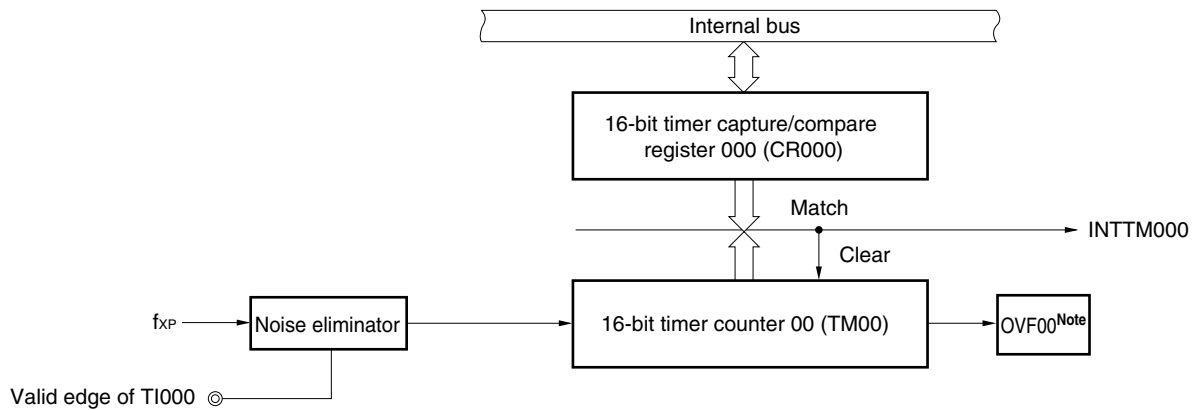 Internal bus
16-bit timer capture/compare
register 000 (CR000)
Match
INTTM000
Clear
fXP
Noise eliminator
16-bit timer counter 00 (TM00)
OVF00Note
Valid edge of TI000